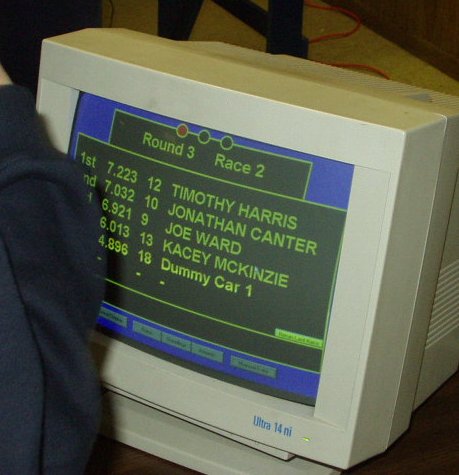 Round 3 Race 2
1st 7.223 12 TIMOTHY HARRIS
nd 7.032 10 JONATHAN CANTER
6.921 9 JOE WARD
6.013 13 KACEY MCKINZIE
4.896 18 Dummy Car 1
- - -
Ultra 14 ni